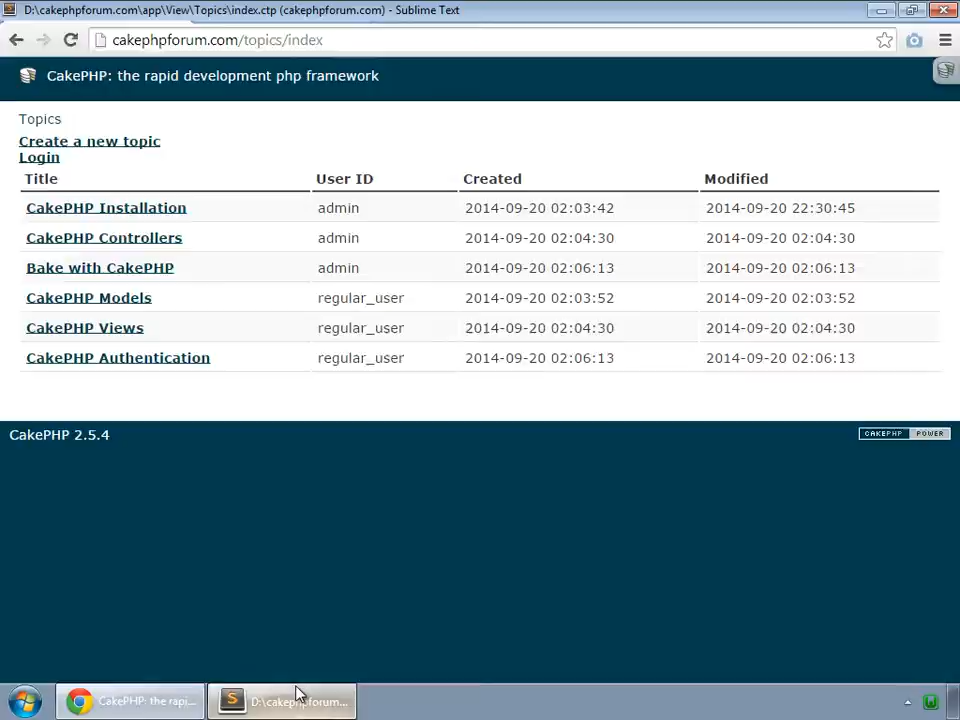 D:\cakephpforum.com\app\View\Topics\index.ctp (cakephpforum.com) - Sublime Text
cakephpforum.com/topics/index
CakePHP: the rapid development php framework
Topics
Create a new topic
Login
Title User ID Created Modified
CakePHP Installation admin 2014-09-20 02:03:42 2014-09-20 22:30:45
CakePHP Controllers admin 2014-09-20 02:04:30 2014-09-20 02:04:30
Bake with CakePHP admin 2014-09-20 02:06:13 2014-09-20 02:06:13
CakePHP Models regular_user 2014-09-20 02:03:52 2014-09-20 02:03:52
CakePHP Views regular_user 2014-09-20 02:04:30 2014-09-20 02:04:30
CakePHP Authentication regular_user 2014-09-20 02:06:13 2014-09-20 02:06:13
CakePHP 2.5.4 CAKEPHP POWER
CakePHP: the rapi... D:\cakephpforum...